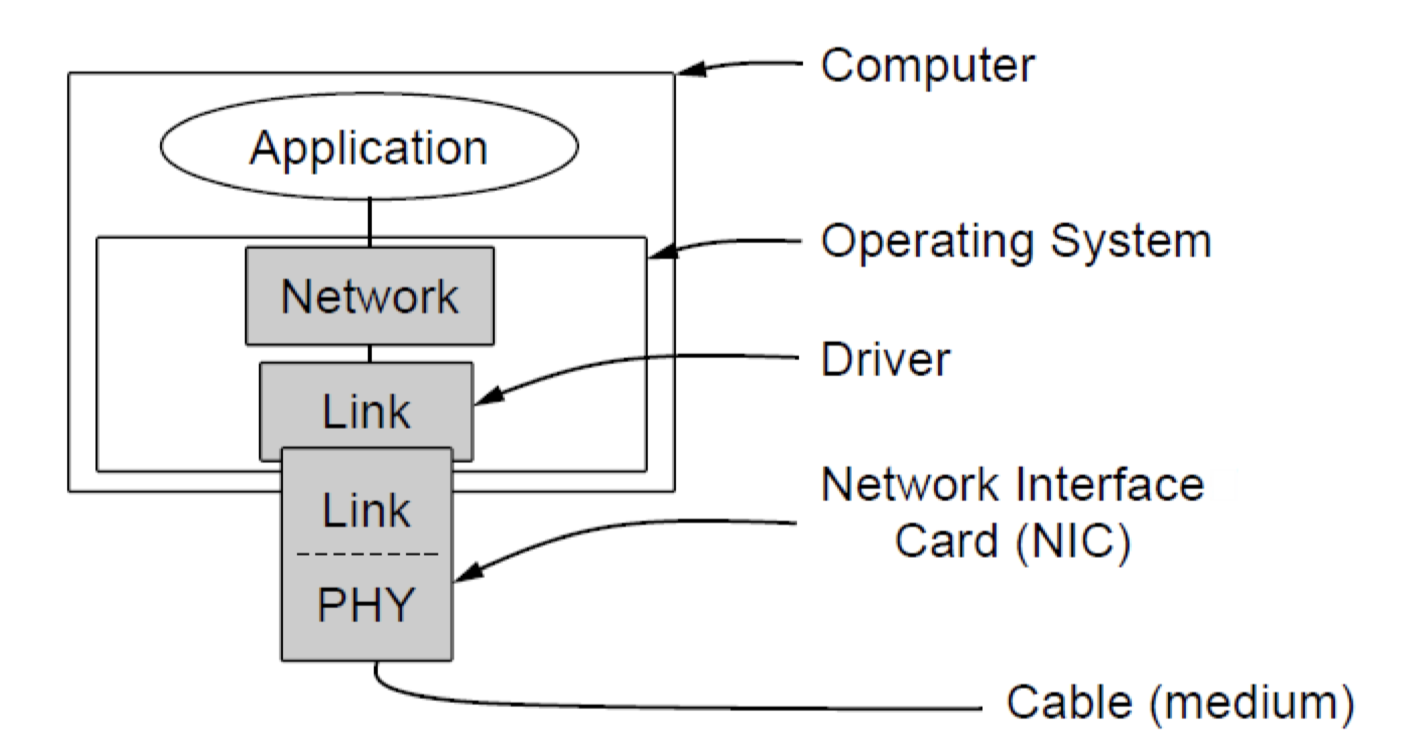 Computer
Application
Operating System
Network
Driver
Link
Network Interface
Card (NIC)
Link
PHY
Cable (medium)